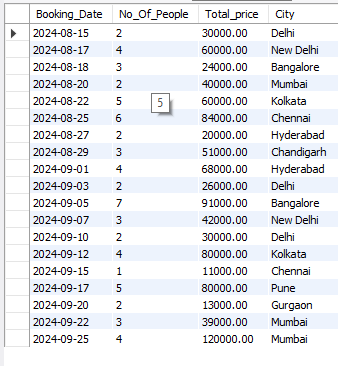 Booking_Date No_Of_People Total_price City
2024-08-15 2 30000.00 Delhi
2024-08-17 4 60000.00 New Delhi
2024-08-18 3 24000.00 Bangalore
2024-08-20 2 40000.00 Mumbai
2024-08-22 5 60000.00 Kolkata
5
2024-08-25 6 84000.00 Chennai
2024-08-27 2 20000.00 Hyderabad
2024-08-29 3 51000.00 Chandigarh
2024-09-01 4 68000.00 Hyderabad
2024-09-03 2 26000.00 Delhi
2024-09-05 7 91000.00 Bangalore
2024-09-07 3 42000.00 New Delhi
2024-09-10 2 30000.00 Delhi
2024-09-12 4 80000.00 Kolkata
2024-09-15 1 11000.00 Chennai
2024-09-17 5 80000.00 Pune
2024-09-20 2 13000.00 Gurgaon
2024-09-22 3 39000.00 Mumbai
2024-09-25 4 120000.00 Mumbai